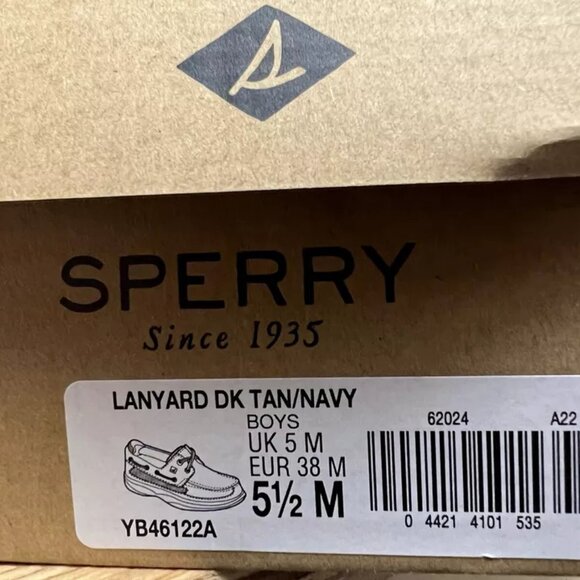 SPERRY
Since 1935
LANYARD DK TAN/NAVY
BOYS 62024 A22
UK 5 M
EUR 38 M
5½ M
YB46122A
0 4421 4101 535